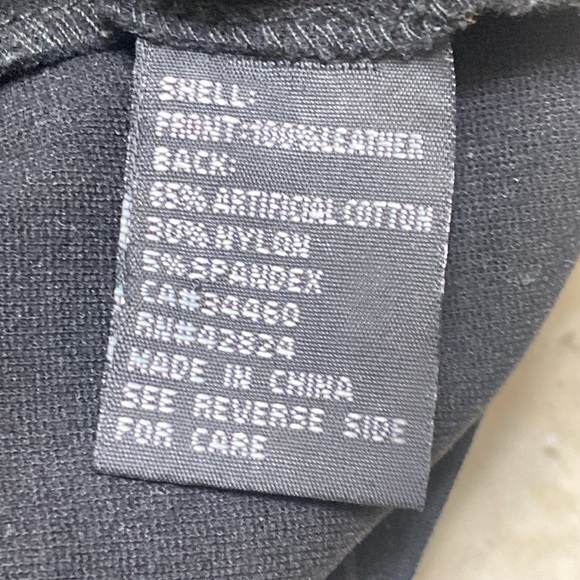 SHELL:
FRONT:100%LEATHER
BACK:
65% ARTIFICIAL COTTON
30% NYLON
5% SPANDEX
CA#34460
RN#42824
MADE IN CHINA
SEE REVERSE SIDE
FOR CARE